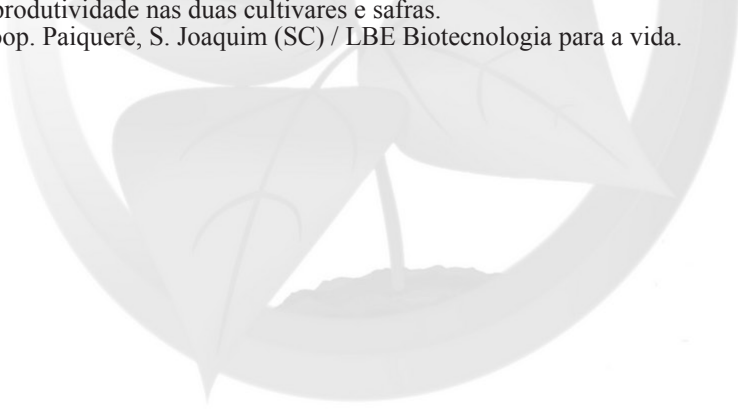 produtividade nas duas cultivares e safras.
oop. Paiquerê, S. Joaquim (SC) / LBE Biotecnologia para a vida.